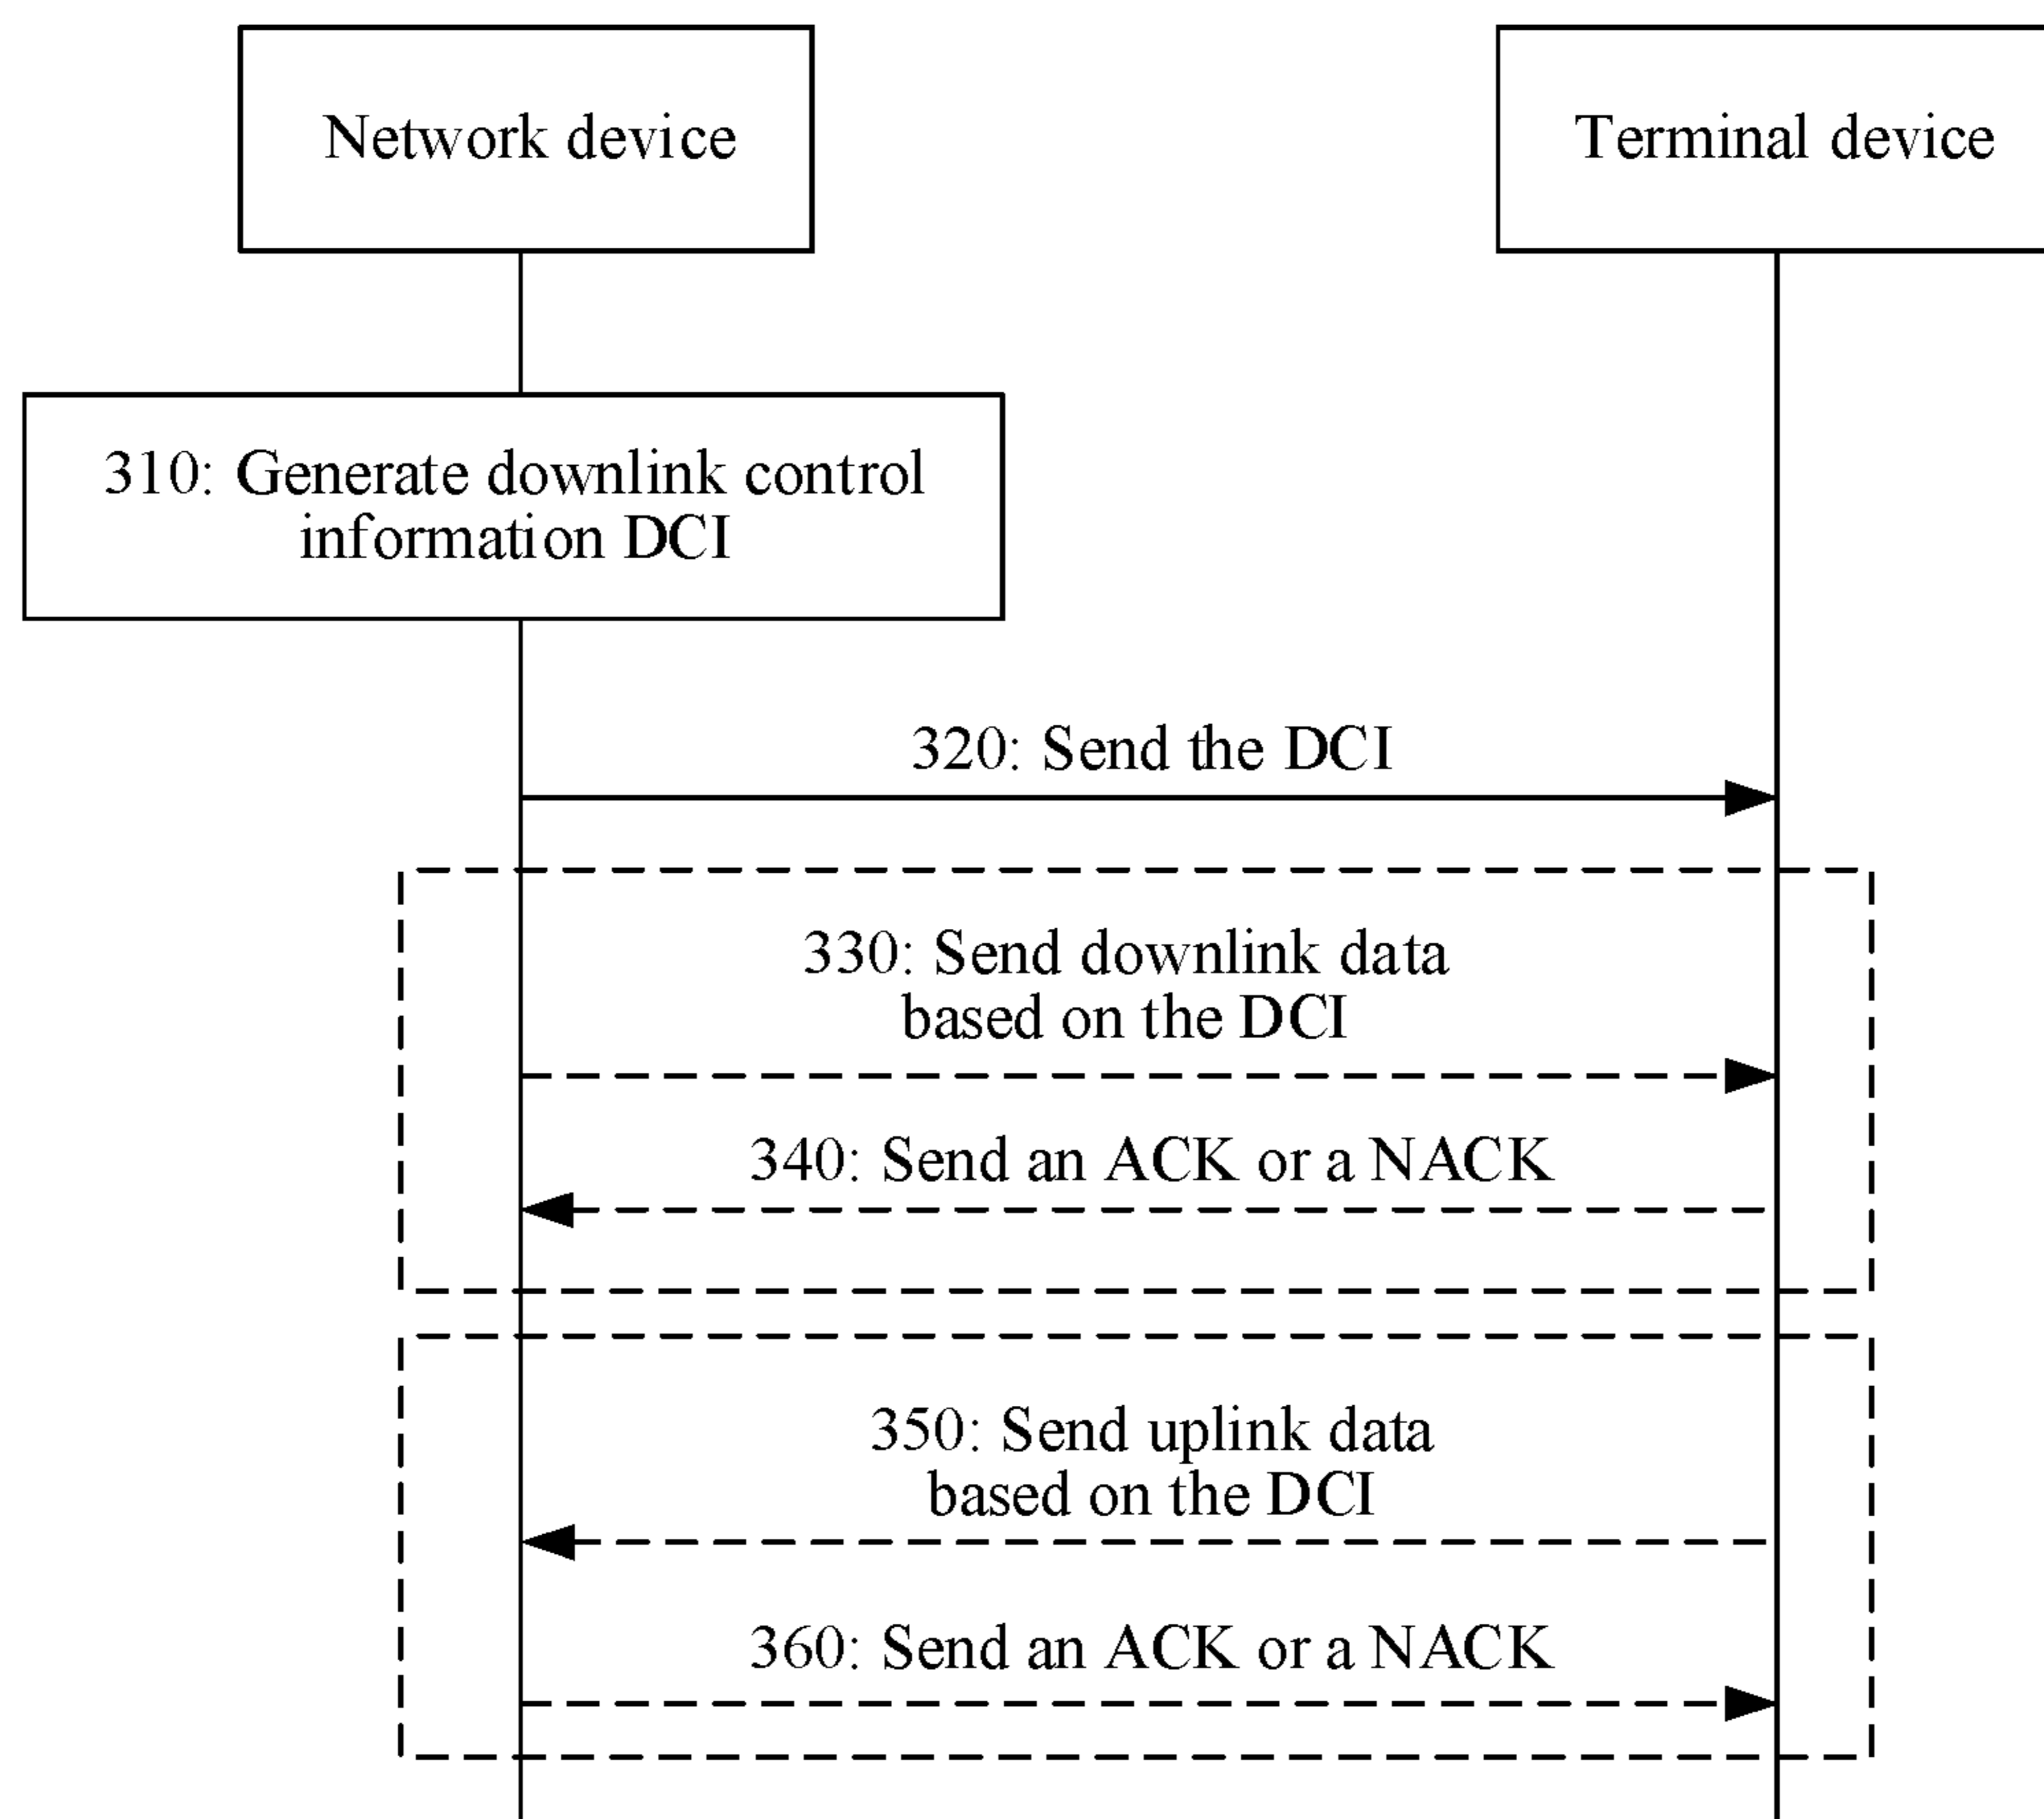 Network device
Terminal device
310: Generate downlink control
information DCI
320: Send the DCI
330: Send downlink data
based on the DCI
340: Send an ACK or a NACK
350: Send uplink data
based on the DCI
360: Send an ACK or a NACK